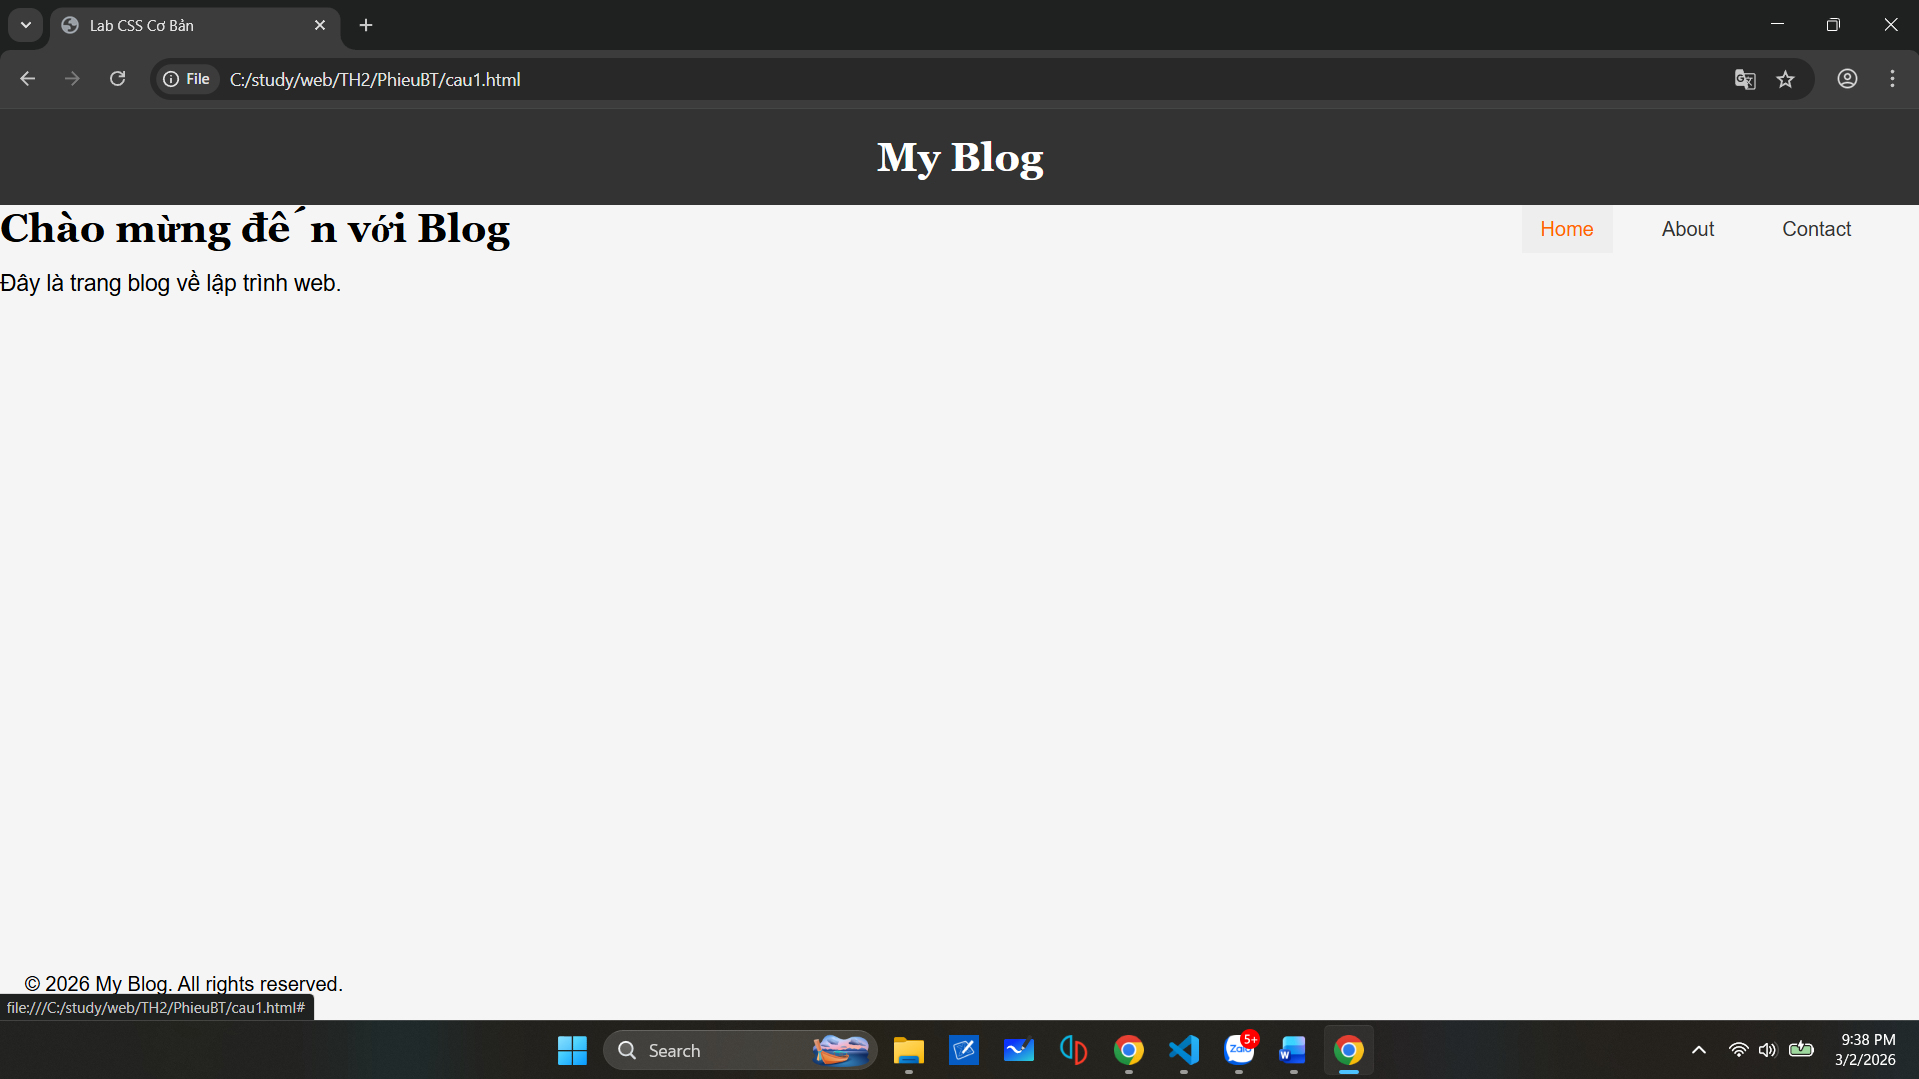 Lab CSS Cơ Bản
File
C:/study/web/TH2/PhieuBT/cau1.html
My Blog
Chào mừng đến với Blog
Home
About
Contact
Đây là trang blog về lập trình web.
© 2026 My Blog. All rights reserved.
file:///C:/study/web/TH2/PhieuBT/cau1.html#
Search
Zalo
5+
W
9:38 PM
3/2/2026